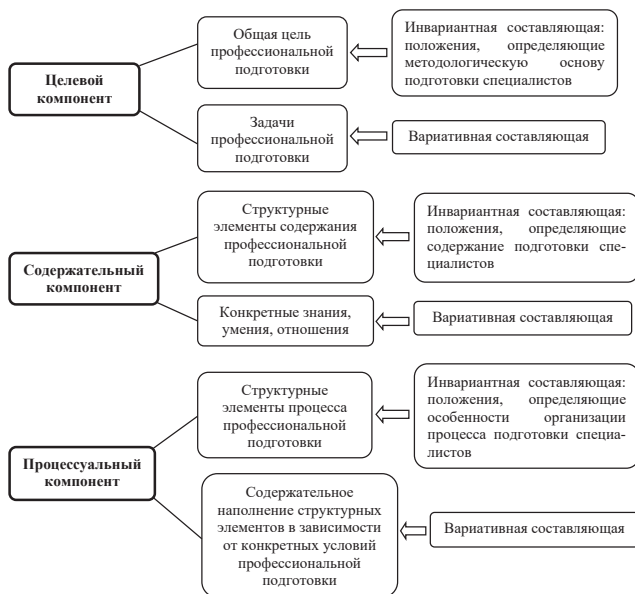 Общая цель
профессиональной
подготовки
Инвариантная составляющая:
положения, определяющие
методологическую основу
подготовки специалистов
Целевой
компонент
Задачи
профессиональной
подготовки
Вариативная составляющая
Структурные
элементы содержания
профессиональной
подготовки
Инвариантная составляющая:
положения, определяющие
содержание подготовки спе-
циалистов
Содержательный
компонент
Конкретные знания,
умения, отношения
Вариативная составляющая
Структурные
элементы процесса
профессиональной
подготовки
Инвариантная составляющая:
положения, определяющие
особенности организации
процесса подготовки специа-
листов
Процессуальный
компонент
Содержательное
наполнение структурных
элементов в зависимости
от конкретных условий
профессиональной
подготовки
Вариативная составляющая